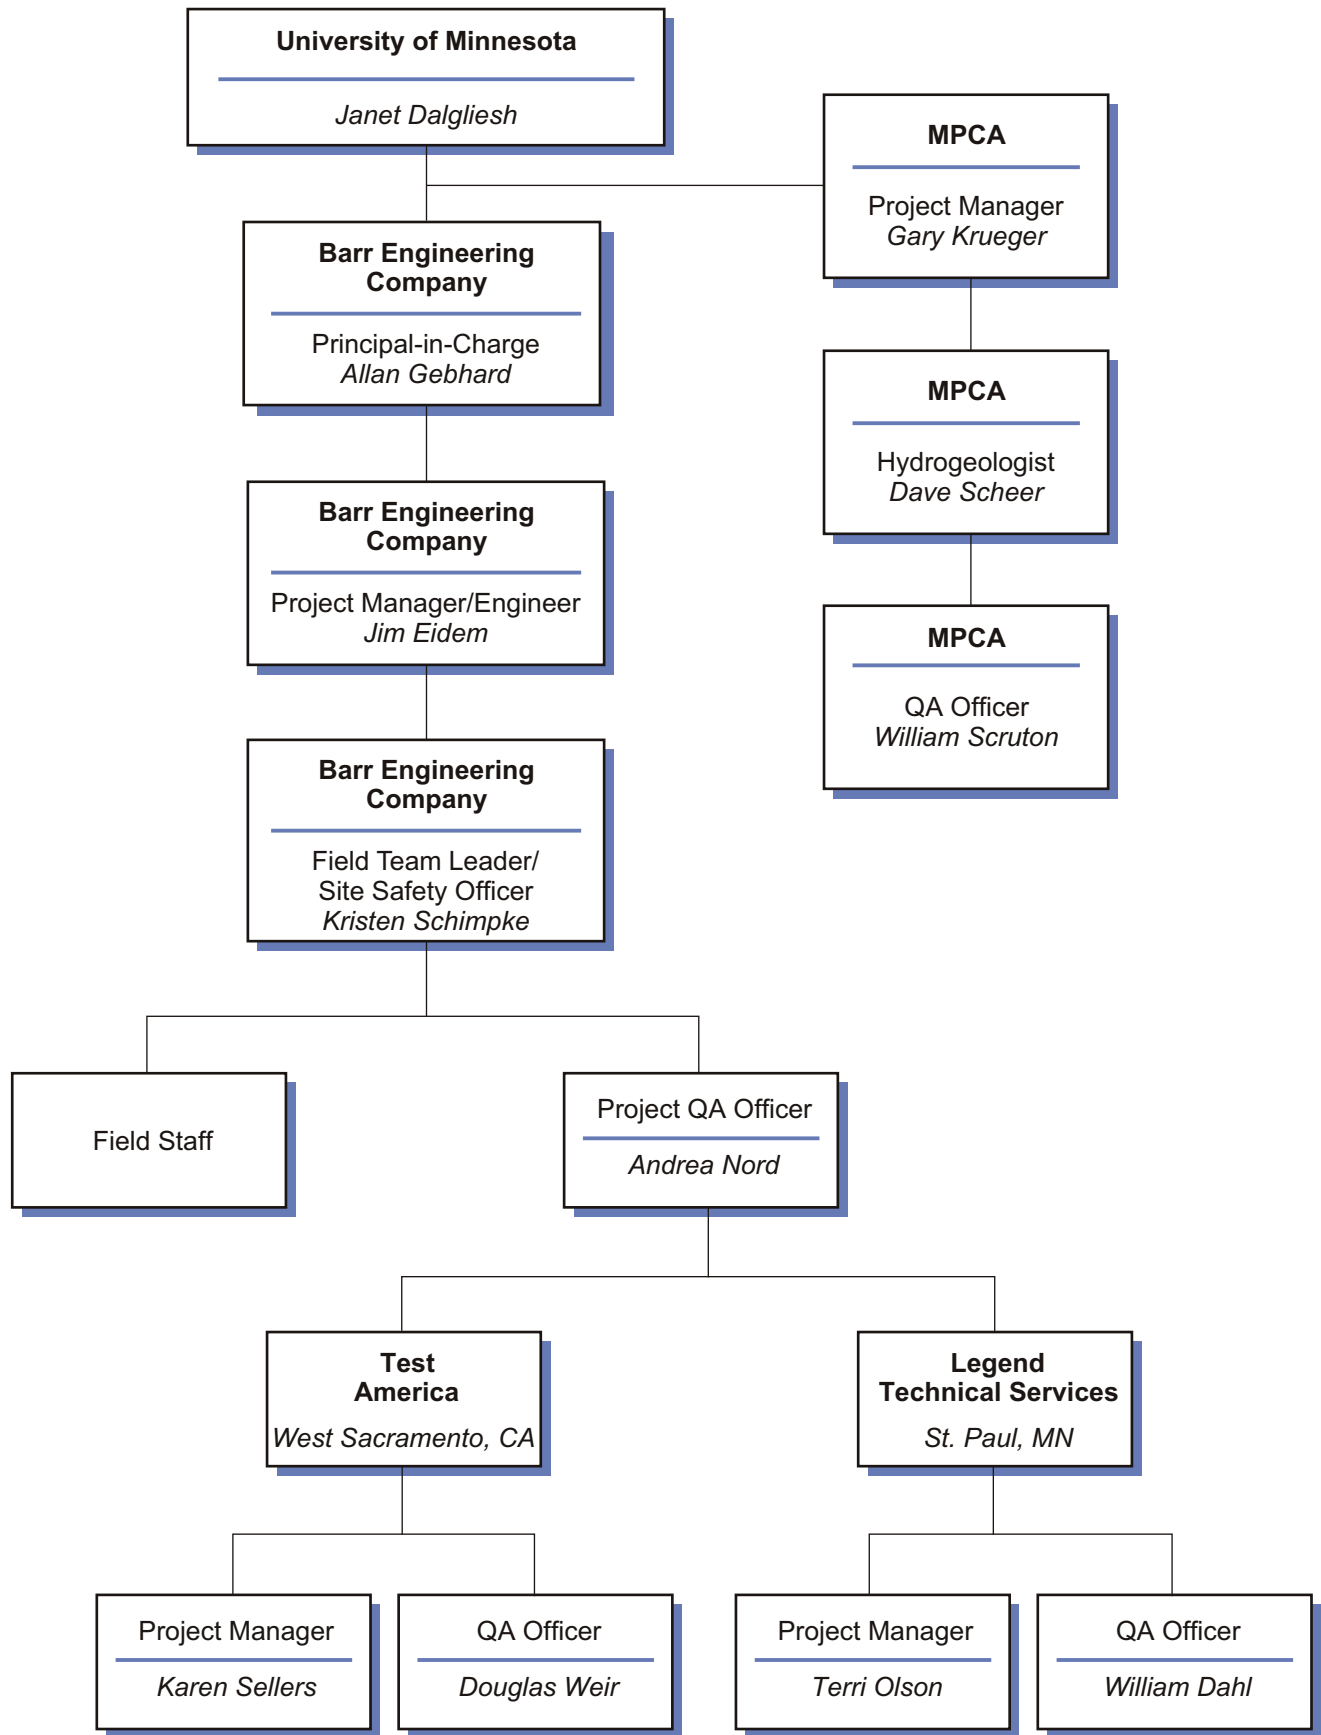 University of Minnesota
Janet Dalgliesh
MPCA
Project Manager
Gary Krueger
Barr Engineering
Company
Principal-in-Charge
Allan Gebhard
MPCA
Hydrogeologist
Dave Scheer
Barr Engineering
Company
Project Manager/Engineer
Jim Eidem
MPCA
QA Officer
William Scruton
Barr Engineering
Company
Field Team Leader/
Site Safety Officer
Kristen Schimpke
Field Staff
Project QA Officer
Andrea Nord
Test
America
West Sacramento, CA
Legend
Technical Services
St. Paul, MN
Project Manager
Karen Sellers
QA Officer
Douglas Weir
Project Manager
Terri Olson
QA Officer
William Dahl